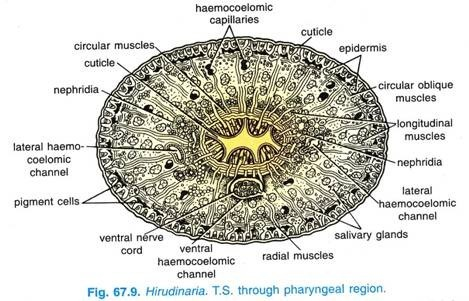 haemocoelomic
capillaries
cuticle
circular muscles
epidermis
cuticle
nephridia
circular oblique
muscles
longitudinal
muscles
lateral haemo-
coelomic
channel
nephridia
pigment cells
lateral
haemocoelomic
channel
ventral nerve
cord
ventral
haemocoelomic
channel
radial muscles
salivary glands
Fig. 67.9. Hirudinaria. T.S. through pharyngeal region.